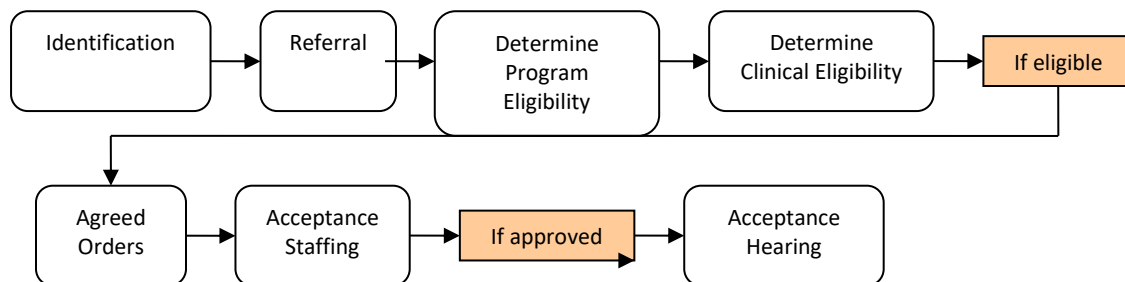 Identification
Referral
Determine
Program
Eligibility
Determine
Clinical Eligibility
If eligible
Agreed
Orders
Acceptance
Staffing
If approved
Acceptance
Hearing